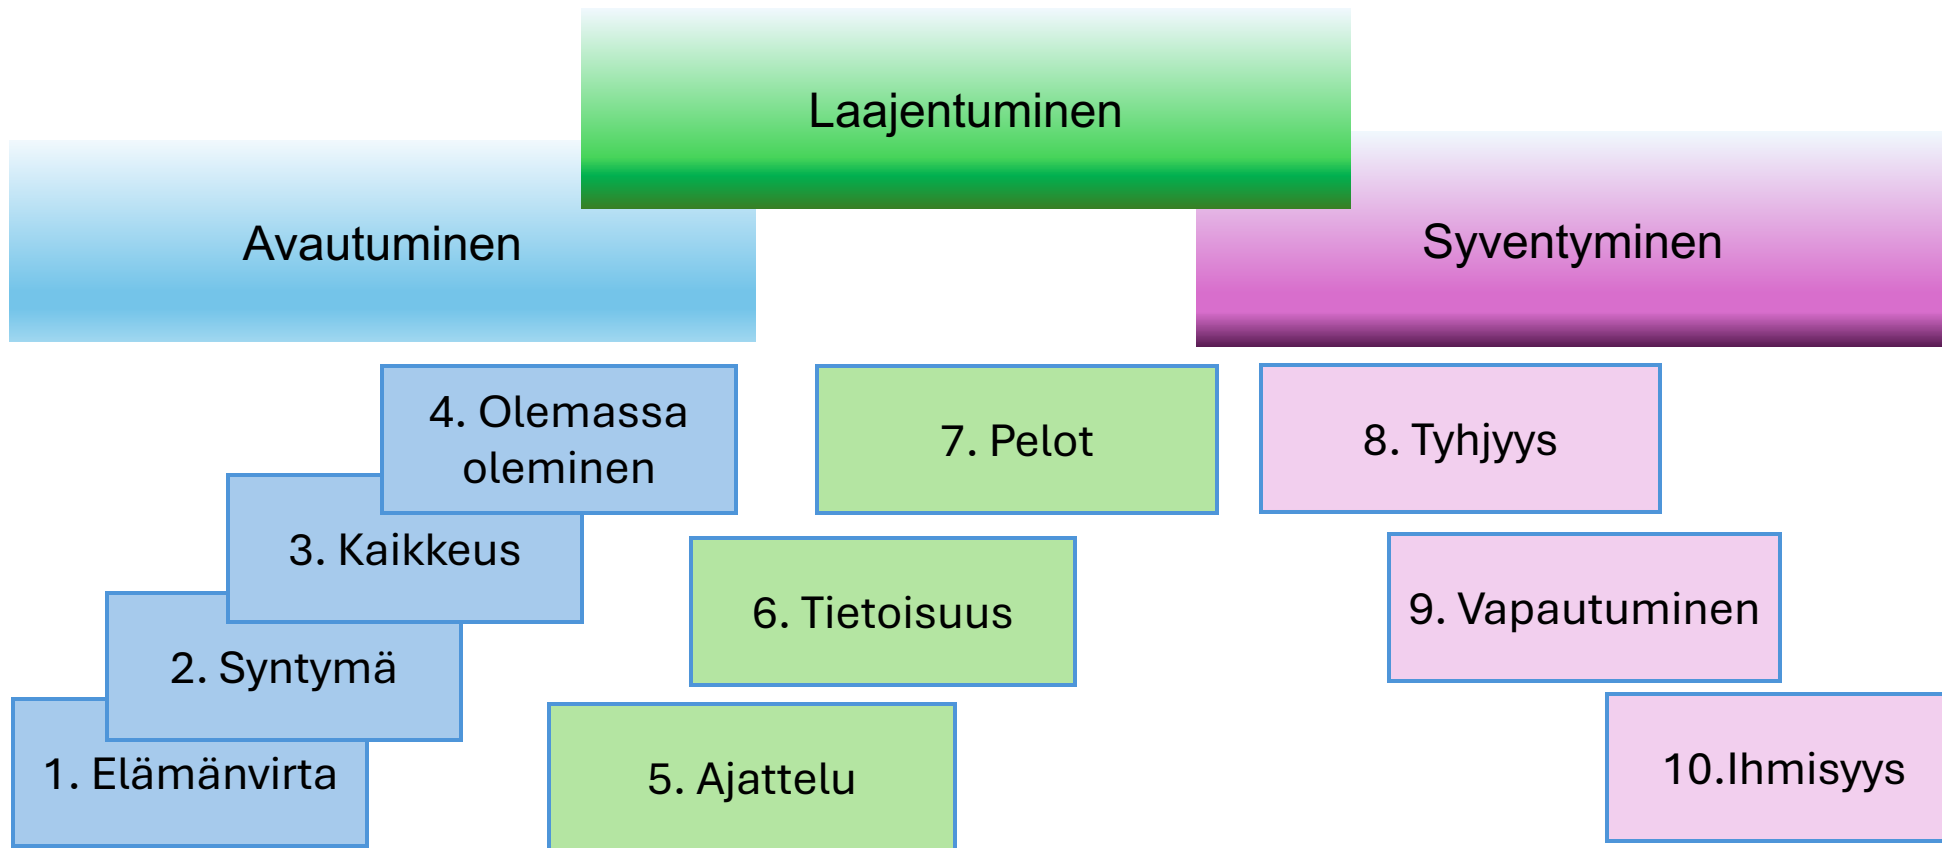 Laajentuminen
Avautuminen
Syventyminen
4. Olemassa
oleminen
7. Pelot
8. Tyhjyys
3. Kaikkeus
6. Tietoisuus
9. Vapautuminen
2. Syntymä
1. Elämänvirta
5. Ajattelu
10.Ihmisyys